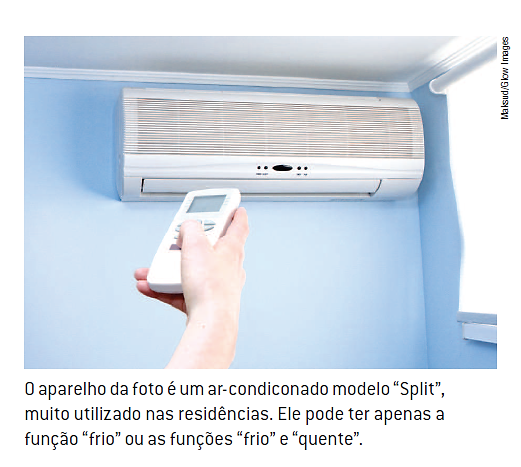 Maksud/Glow Images
O aparelho da foto é um ar-condiconado modelo “Split”,
muito utilizado nas residências. Ele pode ter apenas a
função “frio” ou as funções “frio” e “quente”.